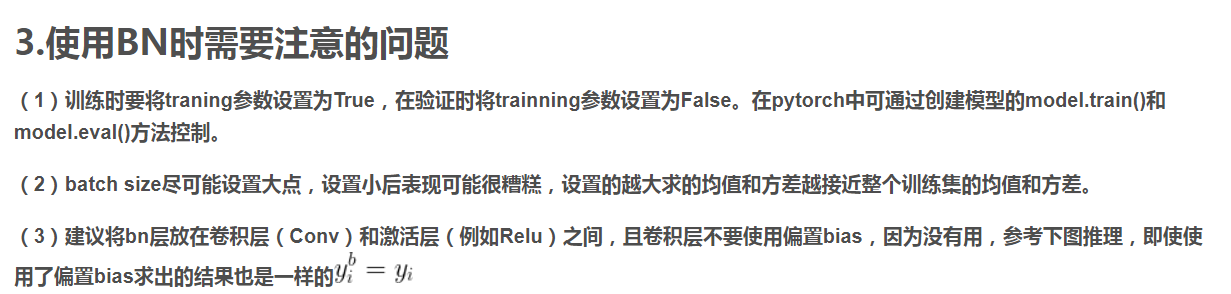 3.使用BN时需要注意的问题
（1）训练时要将traning参数设置为True，在验证时将trainning参数设置为False。在pytorch中可通过创建模型的model.train()和
model.eval()方法控制。
（2）batch size尽可能设置大点，设置小后表现可能很糟糕，设置的越大求的均值和方差越接近整个训练集的均值和方差。
（3）建议将bn层放在卷积层（Conv）和激活层（例如Relu）之间，且卷积层不要使用偏置bias，因为没有用，参考下图推理，即使使
用了偏置bias求出的结果也是一样的$y_i^b = y_i$